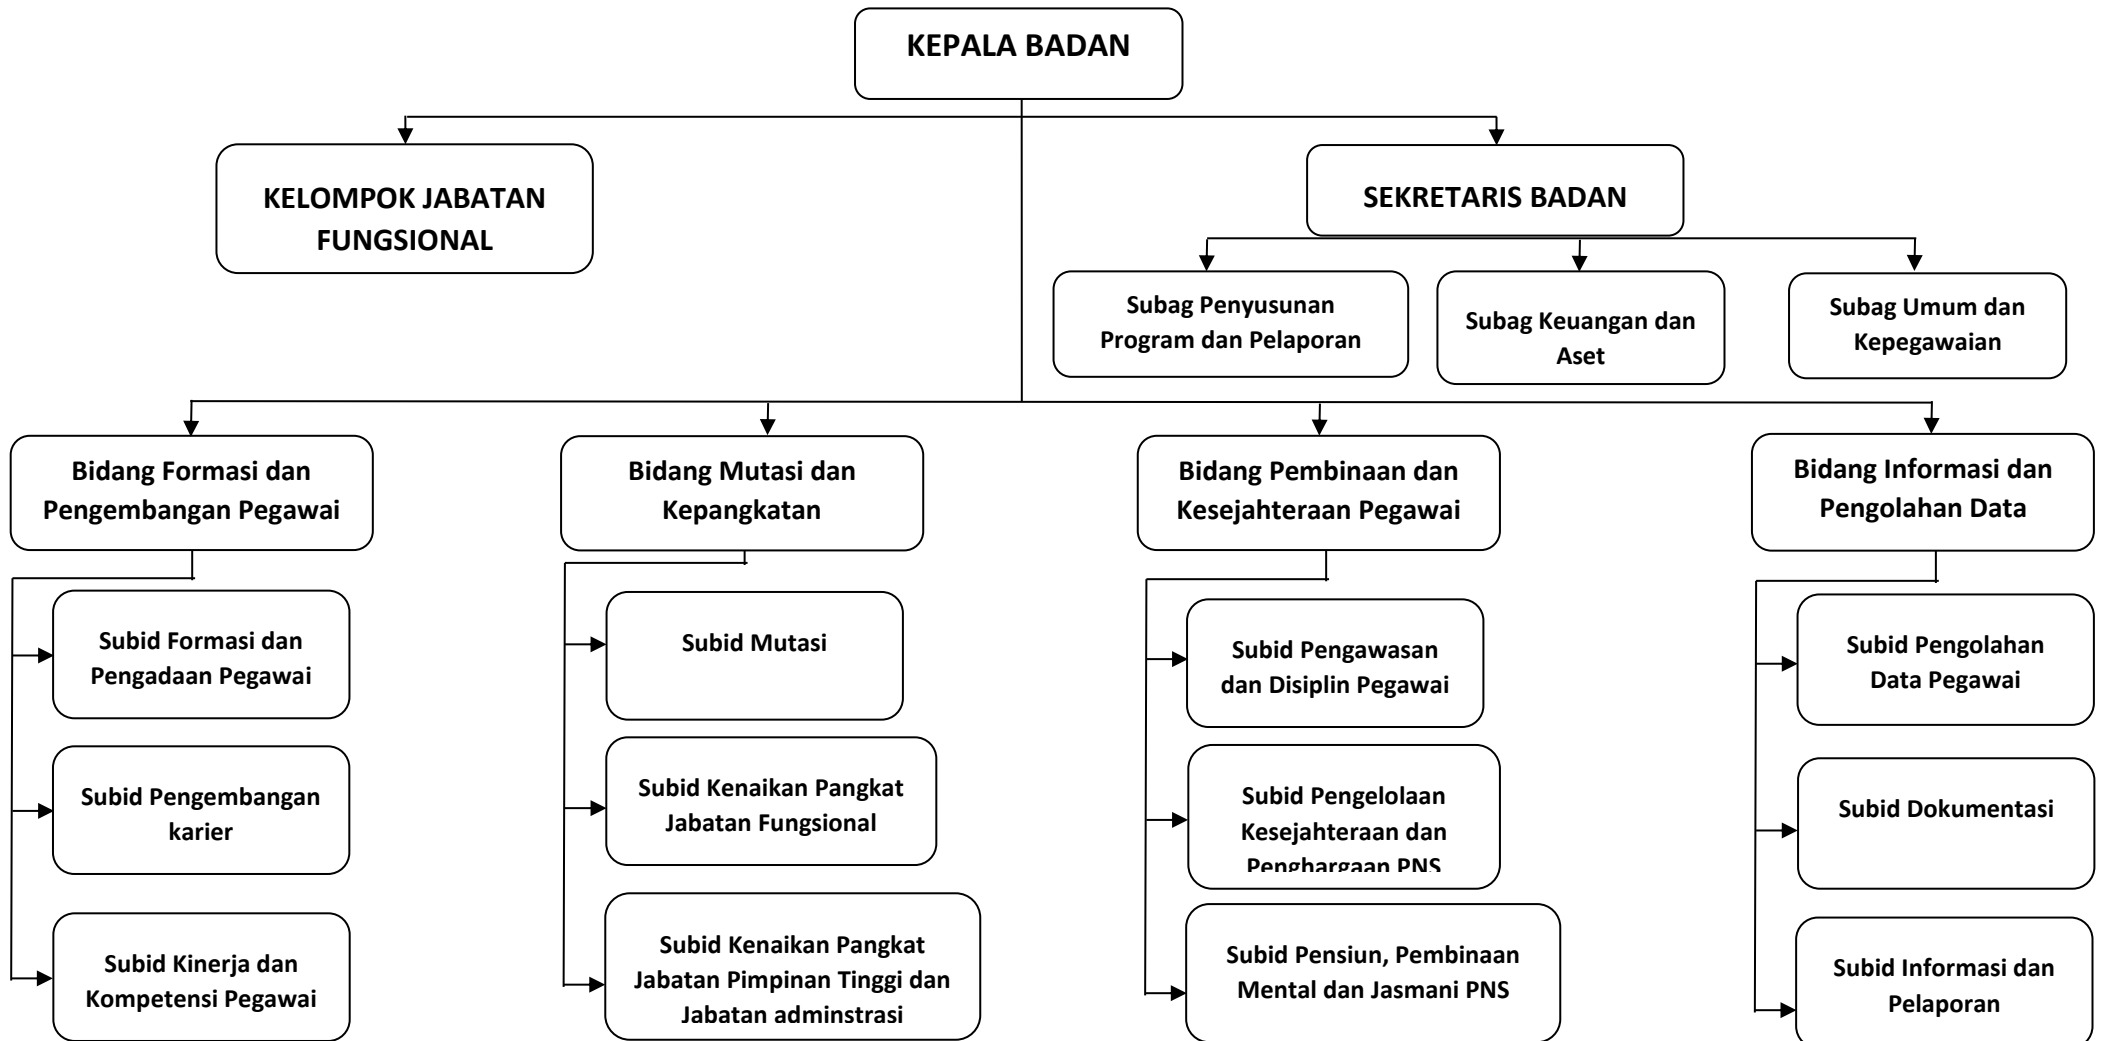 KEPALA BADAN
KELOMPOK JABATAN
FUNGSIONAL
SEKRETARIS BADAN
Subag Penyusunan
Program dan Pelaporan
Subag Keuangan dan
Aset
Subag Umum dan
Kepegawaian
Bidang Formasi dan
Pengembangan Pegawai
Bidang Mutasi dan
Kepangkatan
Bidang Pembinaan dan
Kesejahteraan Pegawai
Bidang Informasi dan
Pengolahan Data
Subid Formasi dan
Pengadaan Pegawai
Subid Pengembangan
karier
Subid Kinerja dan
Kompetensi Pegawai
Subid Mutasi
Subid Kenaikan Pangkat
Jabatan Fungsional
Subid Kenaikan Pangkat
Jabatan Pimpinan Tinggi dan
Jabatan adminstrasi
Subid Pengawasan
dan Disiplin Pegawai
Subid Pengelolaan
Kesejahteraan dan
Penghargaan PNS
Subid Pensiun, Pembinaan
Mental dan Jasmani PNS
Subid Pengolahan
Data Pegawai
Subid Dokumentasi
Subid Informasi dan
Pelaporan